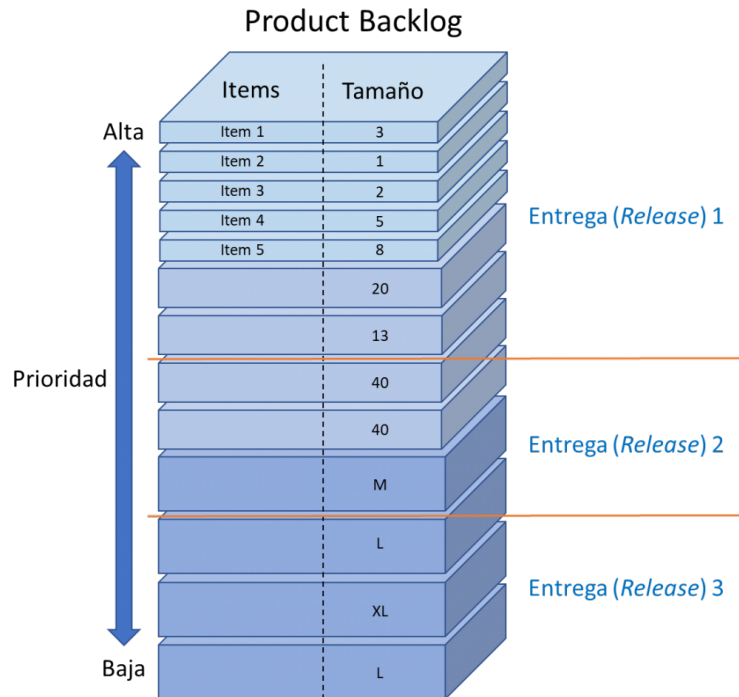 Product Backlog
Items Tamaño
Alta
Item 1 3
Item 2 1
Item 3 2
Item 4 5
Item 5 8
Entrega (Release) 1
20
13
Prioridad
40
40
Entrega (Release) 2
M
L
Entrega (Release) 3
XL
Baja
L